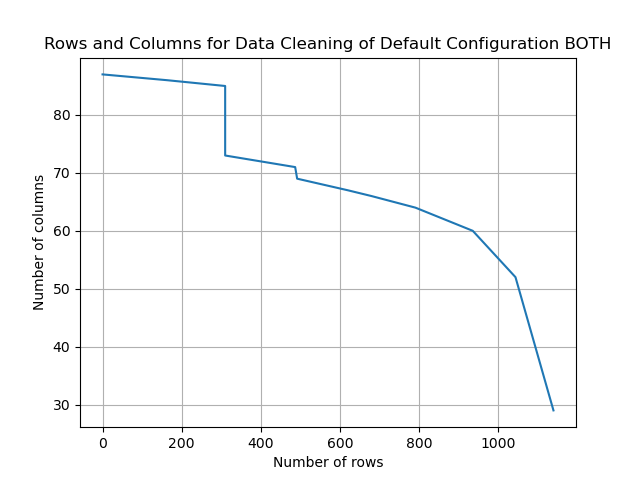 Rows and Columns for Data Cleaning of Default Configuration BOTH
Number of columns
80
70
60
50
40
30
0 200 400 600 800 1000
Number of rows